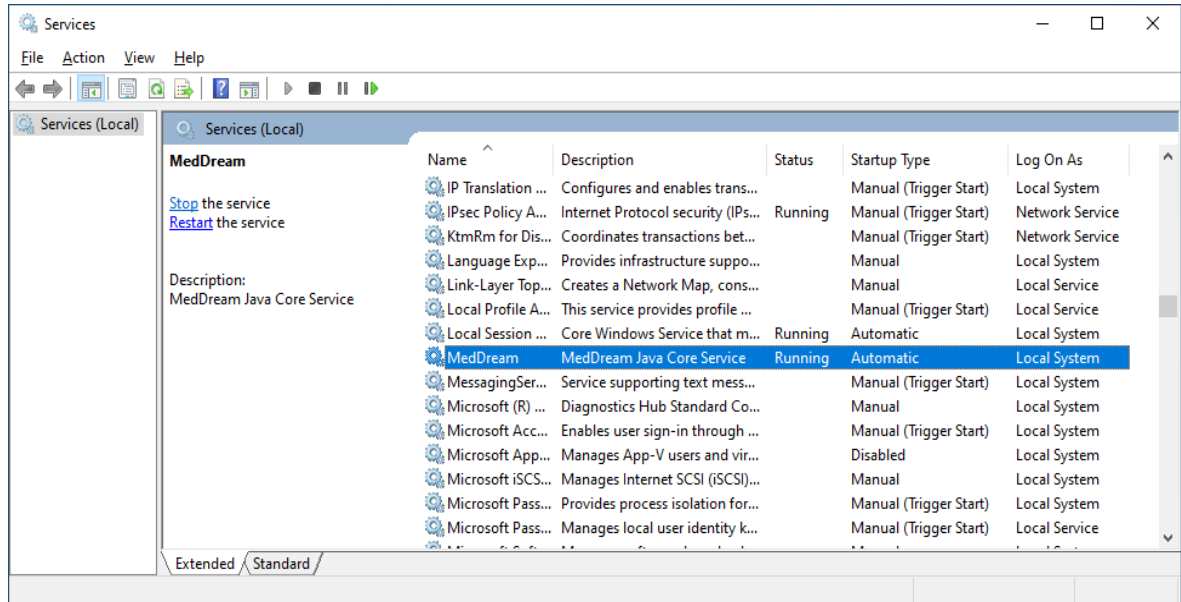 Services
File Action View Help
Services (Local)
Services (Local)
MedDream
Stop the service
Restart the service
Description:
MedDream Java Core Service
Name Description Status Startup Type Log On As
IP Translation ... Configures and enables trans... Manual (Trigger Start) Local System
IPsec Policy A... Internet Protocol security (IPs... Running Manual (Trigger Start) Network Service
KtmRm for Dis... Coordinates transactions bet... Manual (Trigger Start) Network Service
Language Exp... Provides infrastructure suppo... Manual Local System
Link-Layer Top... Creates a Network Map, cons... Manual Local Service
Local Profile A... This service provides profile ... Manual (Trigger Start) Local Service
Local Session ... Core Windows Service that m... Running Automatic Local System
MedDream MedDream Java Core Service Running Automatic Local System
MessagingSer... Service supporting text mess... Manual (Trigger Start) Local System
Microsoft (R) ... Diagnostics Hub Standard Co... Manual Local System
Microsoft Acc... Enables user sign-in through ... Manual (Trigger Start) Local System
Microsoft App... Manages App-V users and vir... Disabled Local System
Microsoft iSCS... Manages Internet SCSI (iSCSI)... Manual Local System
Microsoft Pass... Provides process isolation for... Manual (Trigger Start) Local System
Microsoft Pass... Manages local user identity k... Manual (Trigger Start) Local Service
Extended Standard